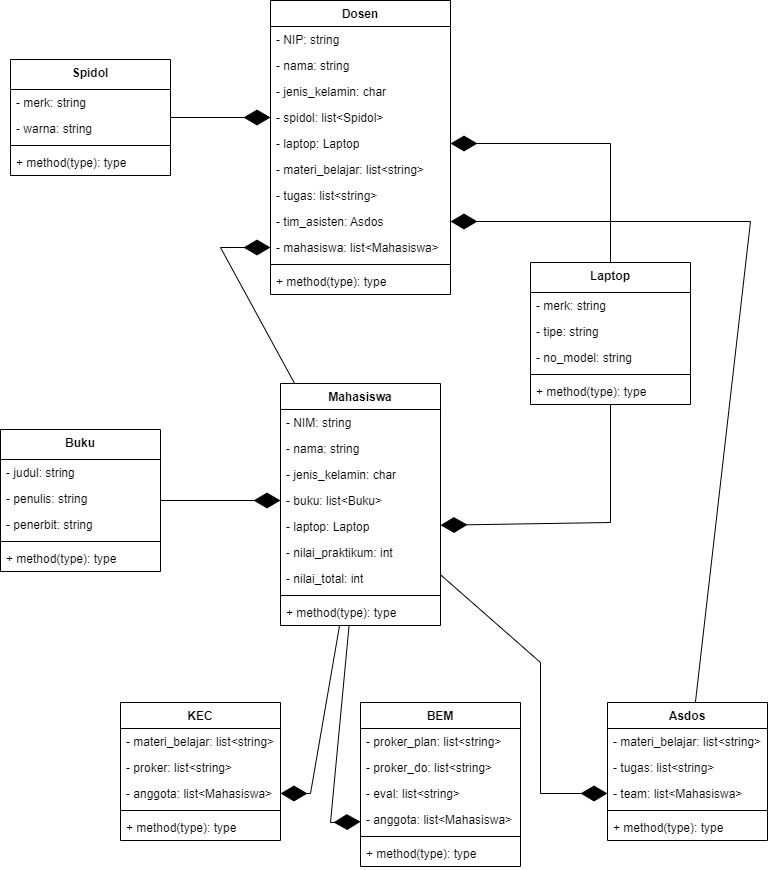 Dosen
- NIP: string
- nama: string
- jenis_kelamin: char
- spidol: list<Spidol>
- laptop: Laptop
- materi_belajar: list<string>
- tugas: list<string>
- tim_asisten: Asdos
- mahasiswa: list<Mahasiswa>
+ method(type): type
Spidol
- merk: string
- warna: string
+ method(type): type
Laptop
- merk: string
- tipe: string
- no_model: string
+ method(type): type
Mahasiswa
- NIM: string
- nama: string
- jenis_kelamin: char
- buku: list<Buku>
- laptop: Laptop
- nilai_praktikum: int
- nilai_total: int
+ method(type): type
Buku
- judul: string
- penulis: string
- penerbit: string
+ method(type): type
KEC
- materi_belajar: list<string>
- proker: list<string>
- anggota: list<Mahasiswa>
+ method(type): type
BEM
- proker_plan: list<string>
- proker_do: list<string>
- eval: list<string>
- anggota: list<Mahasiswa>
+ method(type): type
Asdos
- materi_belajar: list<string>
- tugas: list<string>
- team: list<Mahasiswa>
+ method(type): type